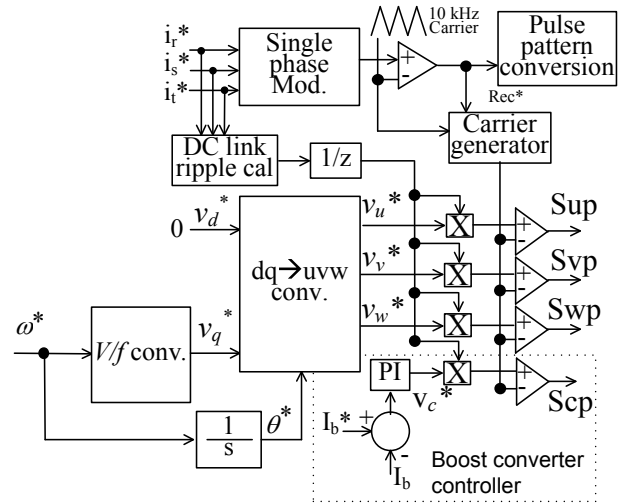 i_r*
i_s*
i_t*
Single
phase
Mod.
10 kHz
Carrier
+
-
Pulse
pattern
conversion
Rec*
Carrier
generator
DC link
ripple cal
1/z
0
v_d*
v_q*
dq→uvw
conv.
v_u*
v_v*
v_w*
X
X
X
X
+
-
Sup
+
-
Svp
+
-
Swp
+
-
Scp
ω*
V/f conv.
1
s
θ*
PI
v_c*
I_b*
+
-
I_b
Boost converter
controller